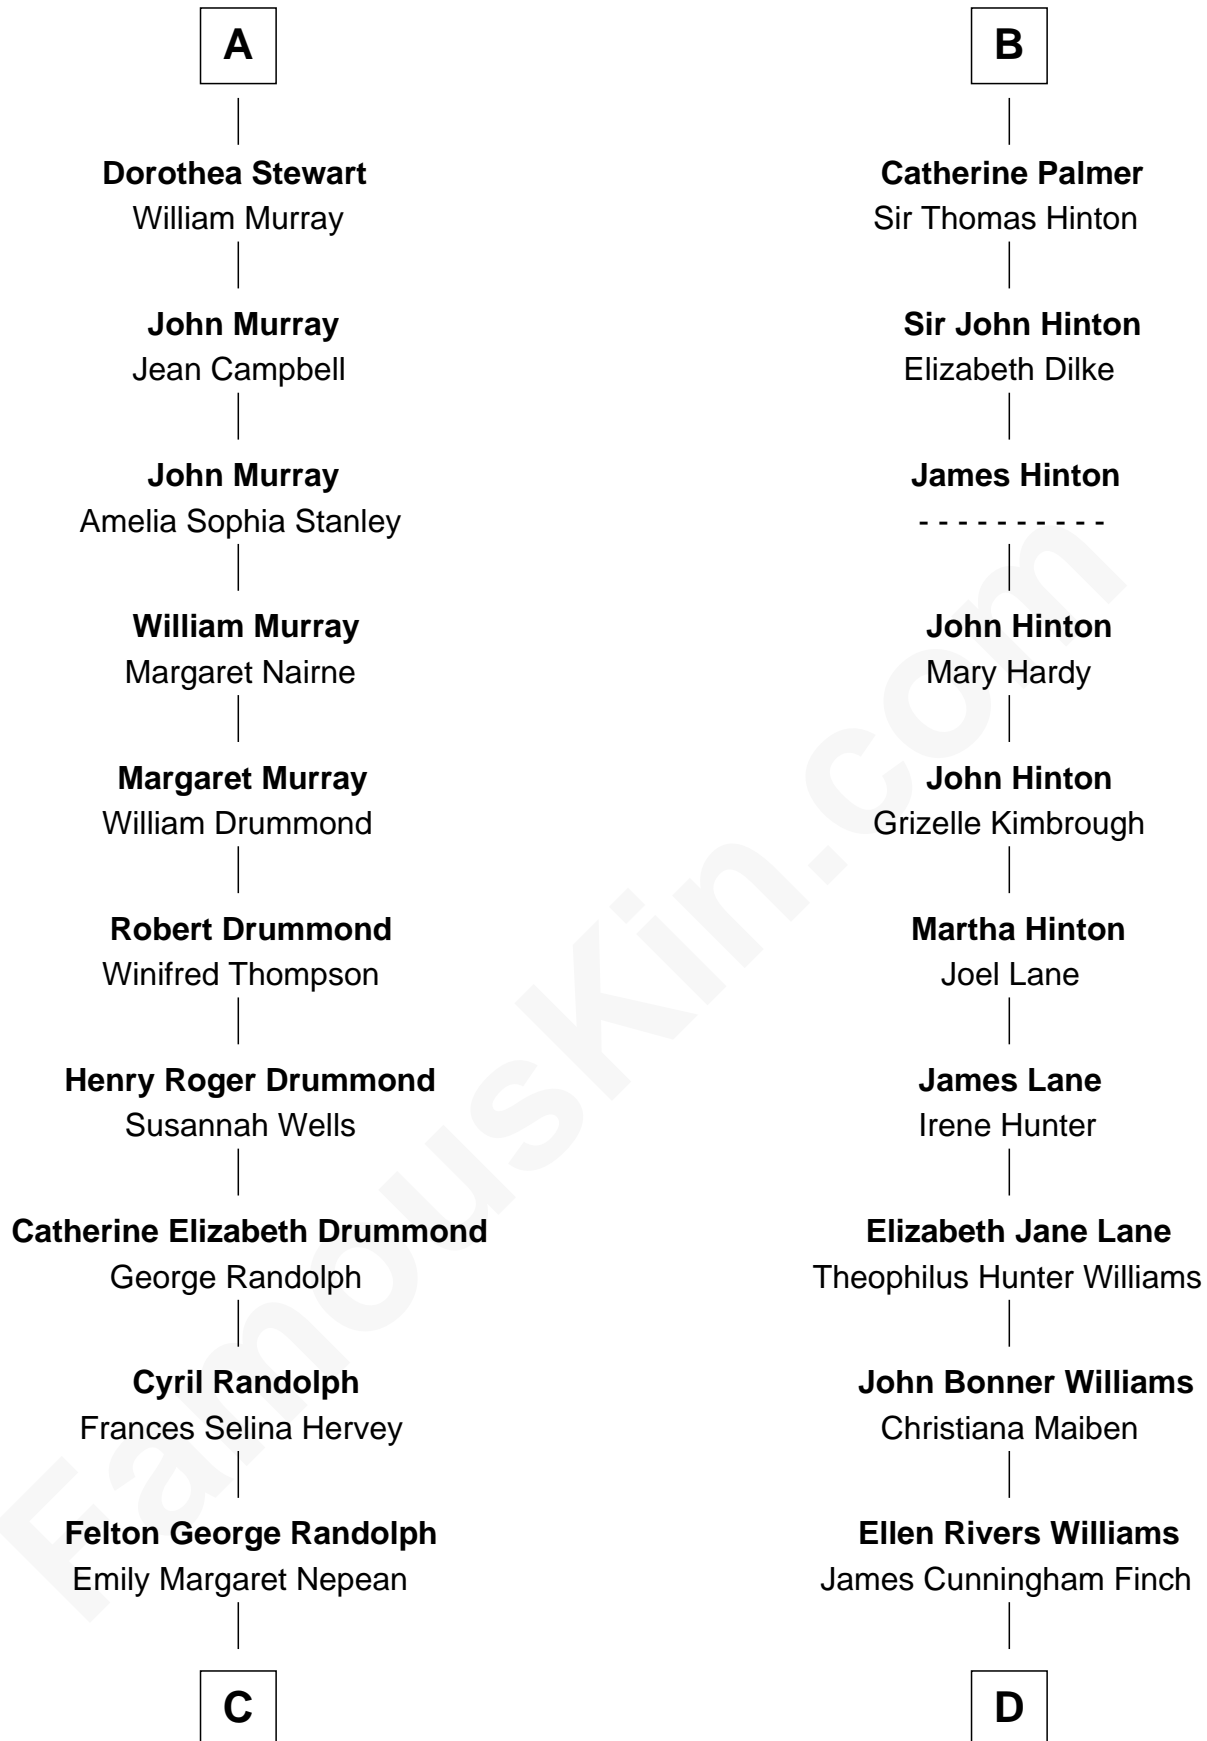 A
Dorothea Stewart
William Murray
John Murray
Jean Campbell
John Murray
Amelia Sophia Stanley
William Murray
Margaret Nairne
Margaret Murray
William Drummond
Robert Drummond
Winifred Thompson
Henry Roger Drummond
Susannah Wells
Catherine Elizabeth Drummond
George Randolph
Cyril Randolph
Frances Selina Hervey
Felton George Randolph
Emily Margaret Nepean
C
B
Catherine Palmer
Sir Thomas Hinton
Sir John Hinton
Elizabeth Dilke
James Hinton
- - - - - - - - - -
John Hinton
Mary Hardy
John Hinton
Grizelle Kimbrough
Martha Hinton
Joel Lane
James Lane
Irene Hunter
Elizabeth Jane Lane
Theophilus Hunter Williams
John Bonner Williams
Christiana Maiben
Ellen Rivers Williams
James Cunningham Finch
D
FamousKin.com